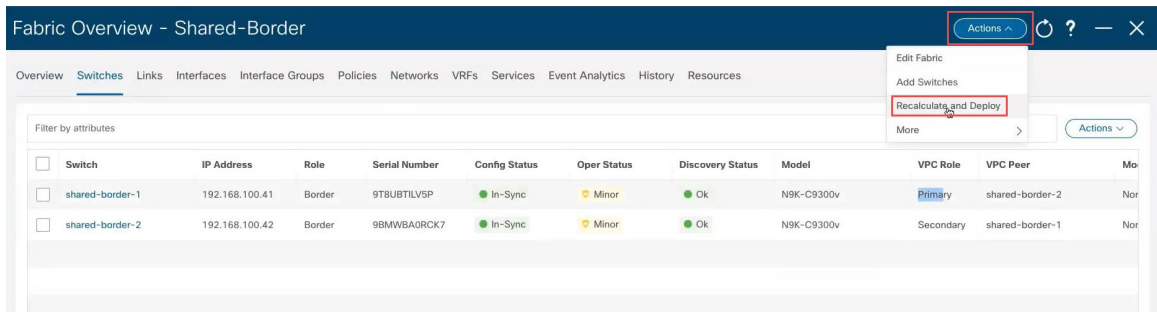 Fabric Overview - Shared-Border Actions ?
Edit Fabric
Overview Switches Links Interfaces Interface Groups Policies Networks VRFs Services Event Analytics History Resources
Add Switches
Recalculate and Deploy
Filter by attributes
More
Actions
Switch IP Address Role Serial Number Config Status Oper Status Discovery Status Model VPC Role VPC Peer Mo
shared-border-1 192.168.100.41 Border 9T8UBTILV5P In-Sync Minor Ok N9K-C9300v Primary shared-border-2 Nor
shared-border-2 192.168.100.42 Border 9BMWBA0RCK7 In-Sync Minor Ok N9K-C9300v Secondary shared-border-1 Nor